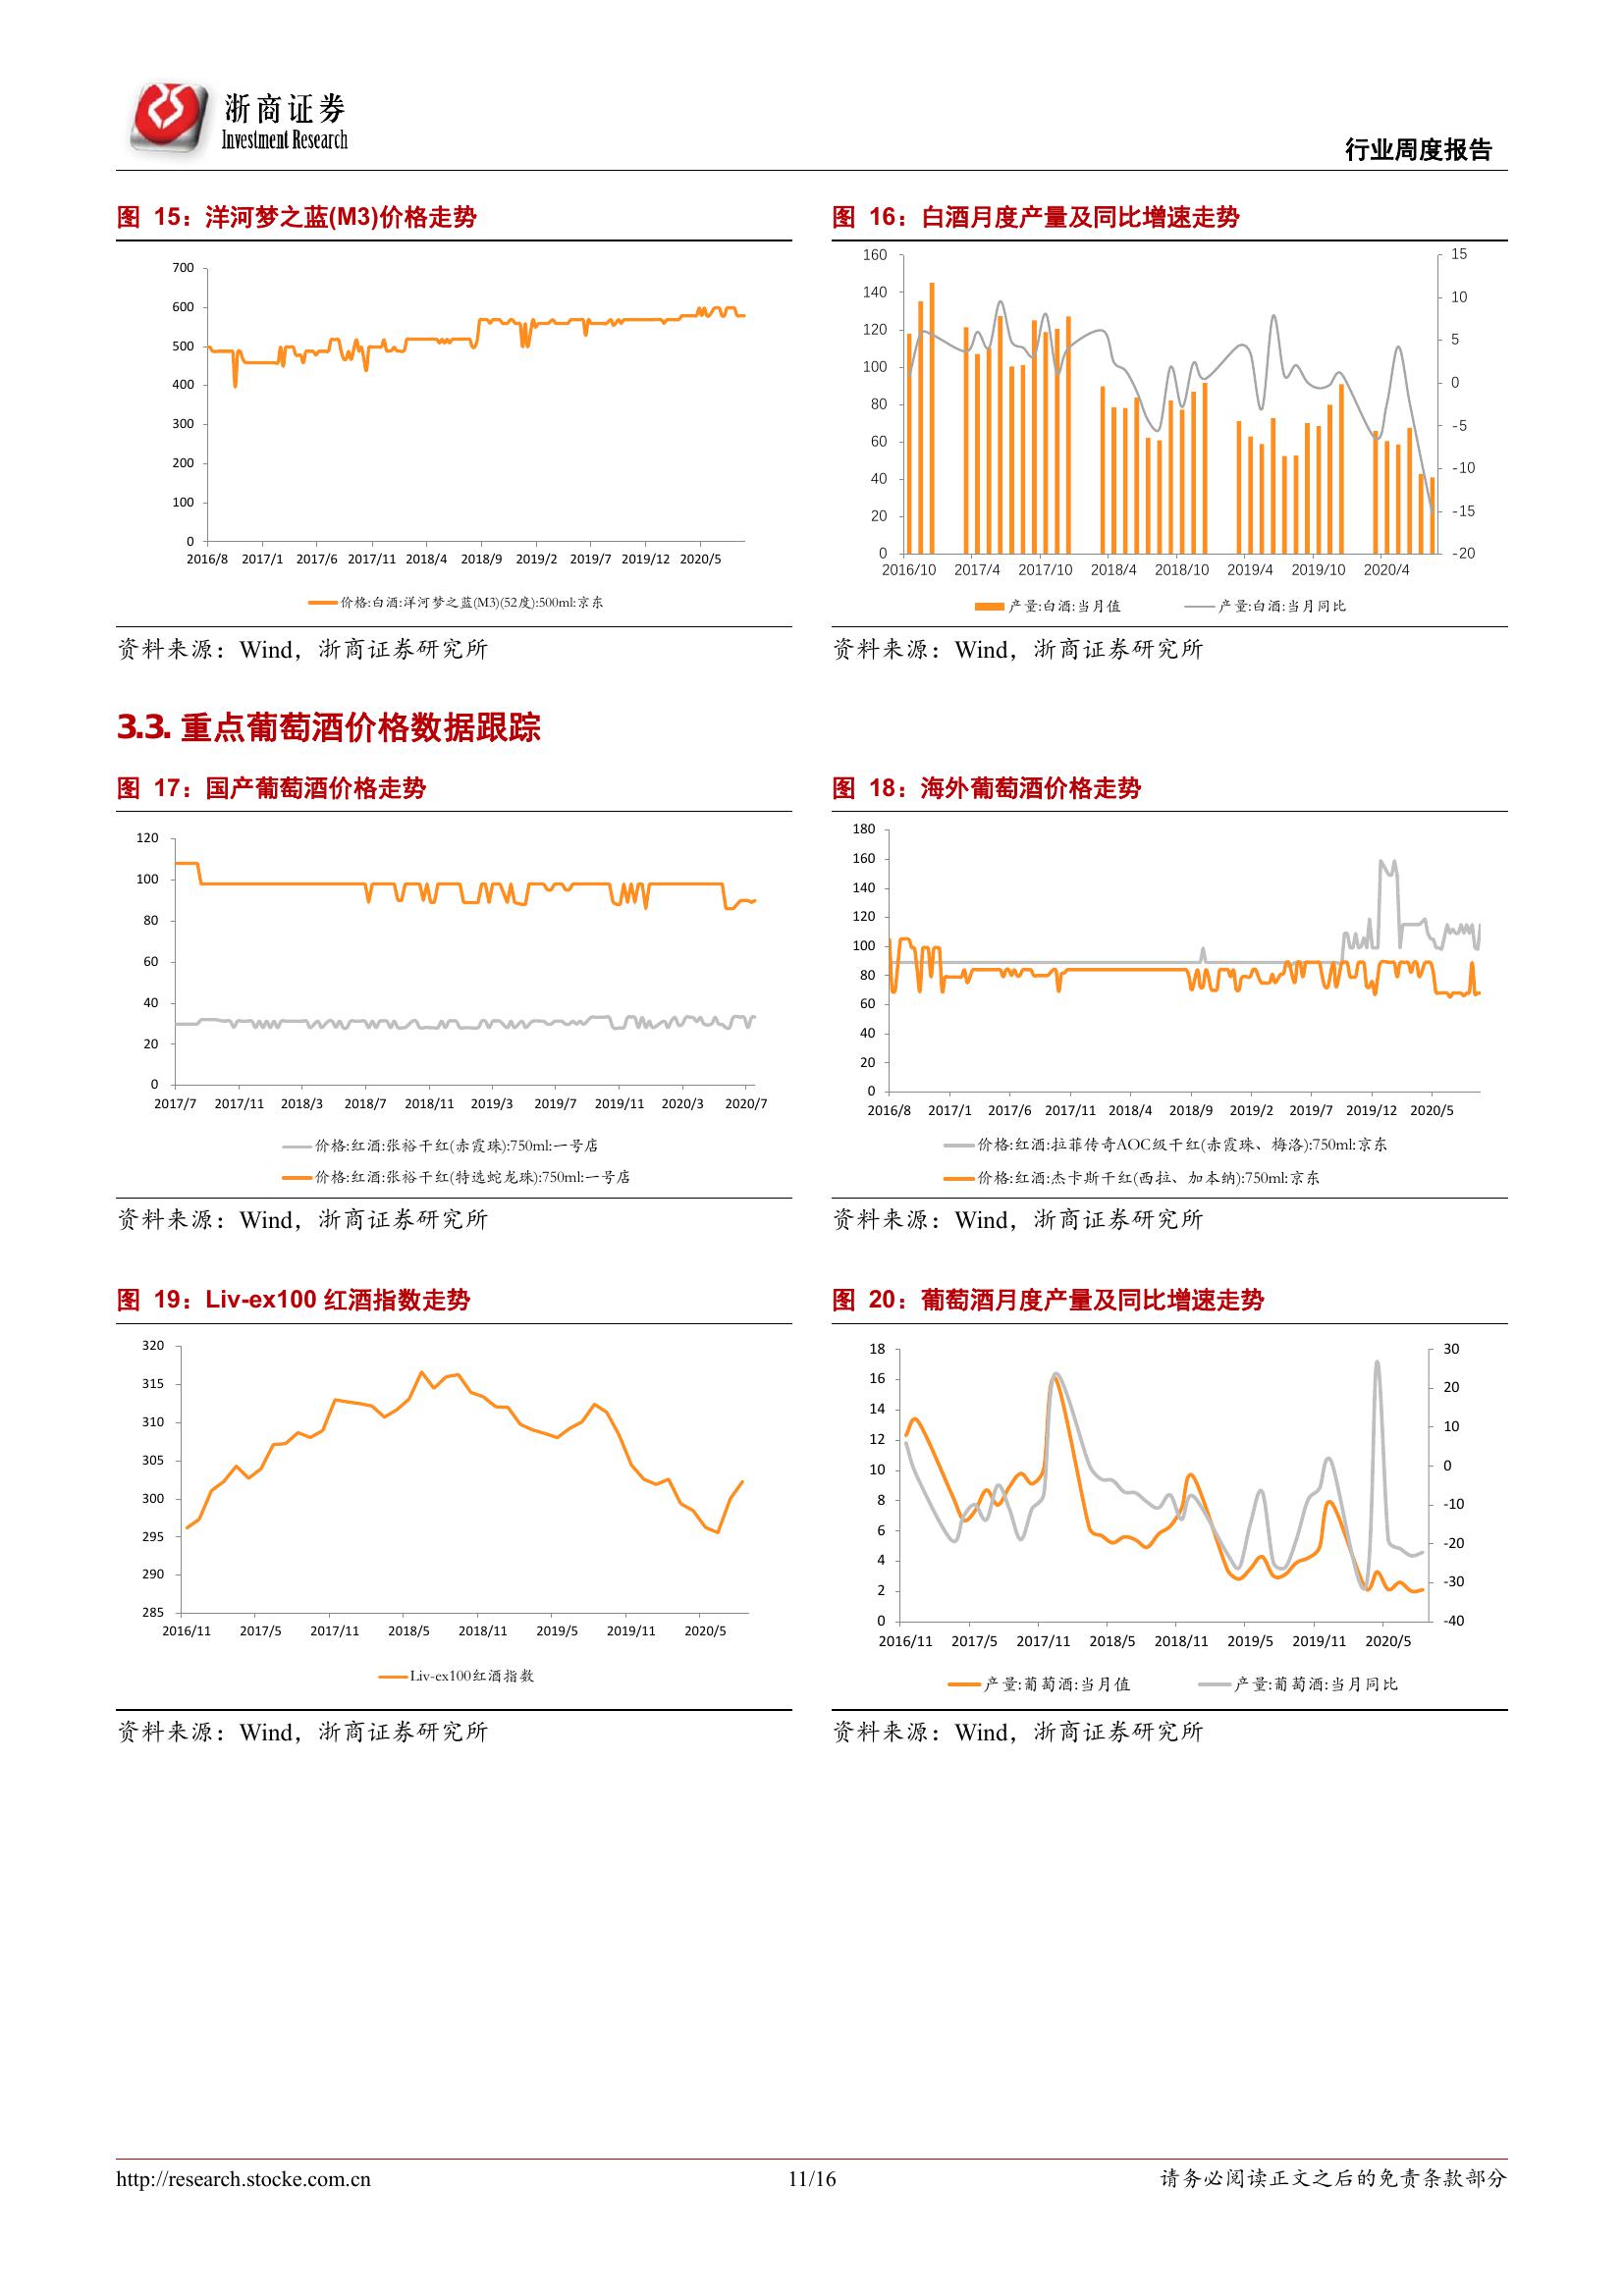 浙商证券
Investment Research
行业周度报告
图 15：洋河梦之蓝(M3)价格走势
700
600
500
400
300
200
100
0
2016/8 2017/1 2017/6 2017/11 2018/4 2018/9 2019/2 2019/7 2019/12 2020/5
价格:白酒:洋河梦之蓝(M3)(52度):500ml:京东
资料来源：Wind，浙商证券研究所
图 16：白酒月度产量及同比增速走势
160
140
120
100
80
60
40
20
0
15
10
5
0
-5
-10
-15
-20
2016/10 2017/4 2017/10 2018/4 2018/10 2019/4 2019/10 2020/4
产量:白酒:当月值 产量:白酒:当月同比
资料来源：Wind，浙商证券研究所
3.3. 重点葡萄酒价格数据跟踪
图 17：国产葡萄酒价格走势
120
100
80
60
40
20
0
2017/7 2017/11 2018/3 2018/7 2018/11 2019/3 2019/7 2019/11 2020/3 2020/7
价格:红酒:张裕干红(赤霞珠):750ml:一号店
价格:红酒:张裕干红(特选蛇龙珠):750ml:一号店
资料来源：Wind，浙商证券研究所
图 18：海外葡萄酒价格走势
180
160
140
120
100
80
60
40
20
0
2016/8 2017/1 2017/6 2017/11 2018/4 2018/9 2019/2 2019/7 2019/12 2020/5
价格:红酒:拉菲传奇AOC级干红(赤霞珠、梅洛):750ml:京东
价格:红酒:杰卡斯干红(西拉、加本纳):750ml:京东
资料来源：Wind，浙商证券研究所
图 19：Liv-ex100 红酒指数走势
320
315
310
305
300
295
290
285
2016/11 2017/5 2017/11 2018/5 2018/11 2019/5 2019/11 2020/5
Liv-ex100红酒指数
资料来源：Wind，浙商证券研究所
图 20：葡萄酒月度产量及同比增速走势
18
16
14
12
10
8
6
4
2
0
30
20
10
0
-10
-20
-30
-40
2016/11 2017/5 2017/11 2018/5 2018/11 2019/5 2019/11 2020/5
产量:葡萄酒:当月值 产量:葡萄酒:当月同比
资料来源：Wind，浙商证券研究所
http://research.stocke.com.cn 11/16 请务必阅读正文之后的免责条款部分